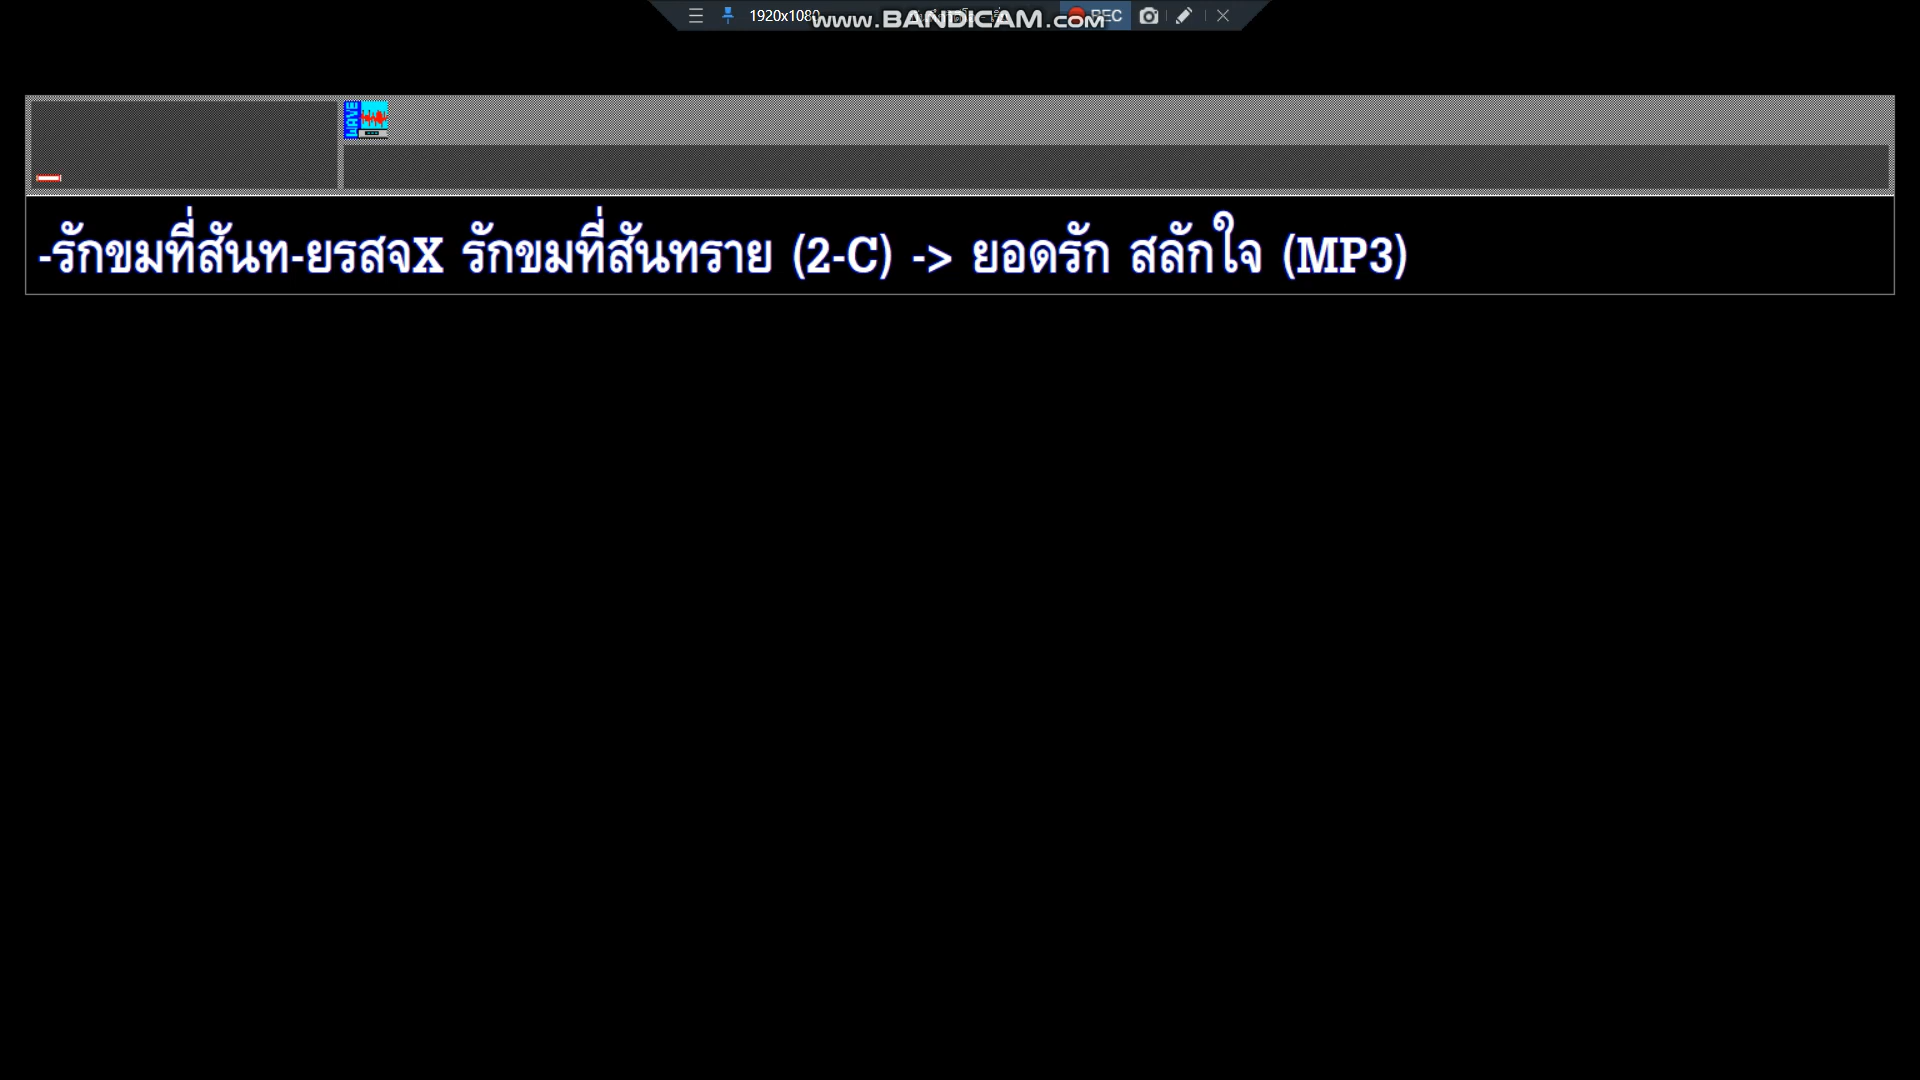 1920x1080
www.BANDICAM.com
REC
WAVE
-รักขมที่สันท-ยรสจX รักขมที่สันทราย (2-C) -> ยอดรัก สลักใจ (MP3)